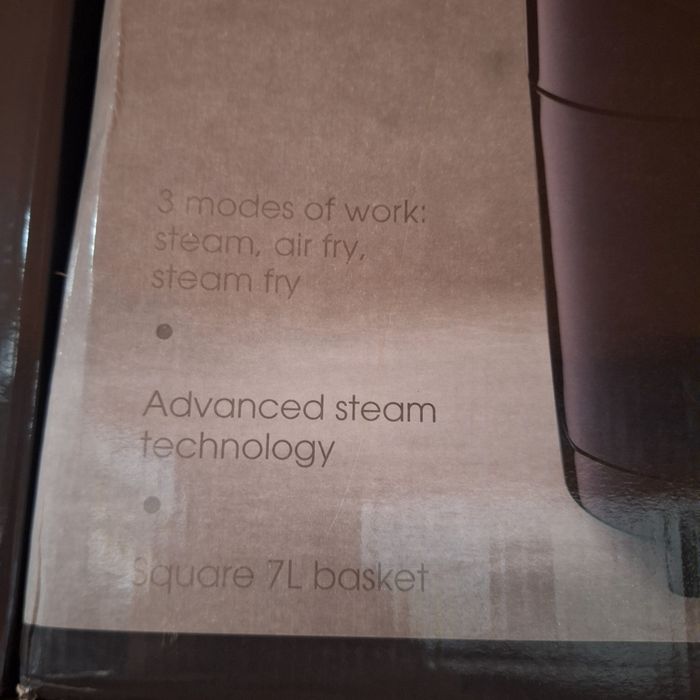 3 modes of work:
steam, air fry,
steam fry
•
Advanced steam
technology
•
Square 7L basket